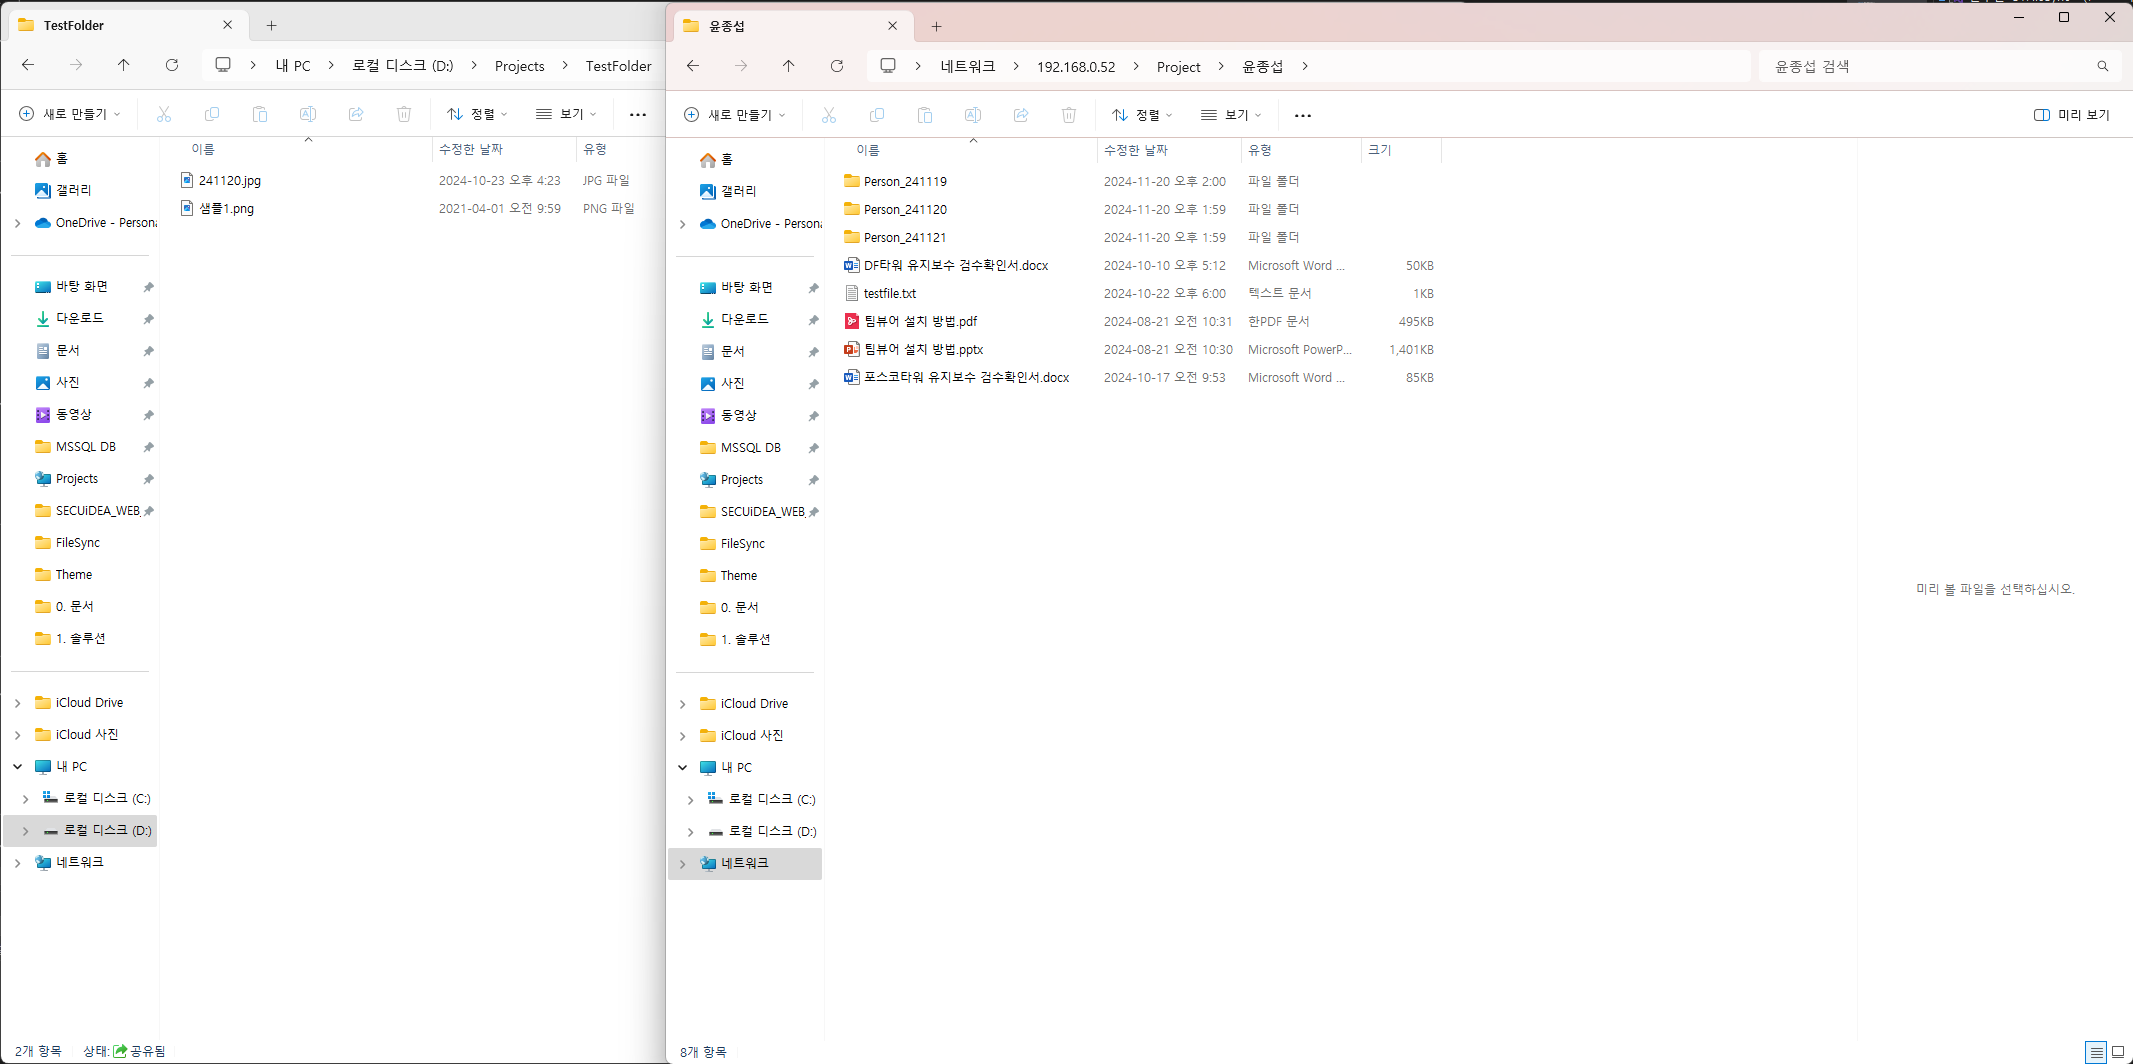 TestFolder
내 PC
로컬 디스크 (D:)
Projects
TestFolder
새로 만들기
정렬
보기
이름
수정한 날짜
유형
241120.jpg
2024-10-23 오후 4:23
JPG 파일
샘플1.png
2021-04-01 오전 9:59
PNG 파일
홈
갤러리
OneDrive - Persona
바탕 화면
다운로드
문서
사진
동영상
MSSQL DB
Projects
SECUiDEA_WEB_
FileSync
Theme
0. 문서
1. 솔루션
iCloud Drive
iCloud 사진
내 PC
로컬 디스크 (C:)
로컬 디스크 (D:)
네트워크
2개 항목
상태:
공유됨
윤종섭
네트워크
192.168.0.52
Project
윤종섭
윤종섭 검색
새로 만들기
정렬
보기
미리 보기
홈
갤러리
OneDrive - Persona
바탕 화면
다운로드
문서
사진
동영상
MSSQL DB
Projects
SECUiDEA_WEB_
FileSync
Theme
0. 문서
1. 솔루션
iCloud Drive
iCloud 사진
내 PC
로컬 디스크 (C:)
로컬 디스크 (D:)
네트워크
이름
수정한 날짜
유형
크기
Person_241119
2024-11-20 오후 2:00
파일 폴더
Person_241120
2024-11-20 오후 1:59
파일 폴더
Person_241121
2024-11-20 오후 1:59
파일 폴더
DF타워 유지보수 검수확인서.docx
2024-10-10 오후 5:12
Microsoft Word ...
50KB
testfile.txt
2024-10-22 오후 6:00
텍스트 문서
1KB
팀뷰어 설치 방법.pdf
2024-08-21 오전 10:31
한PDF 문서
495KB
팀뷰어 설치 방법.pptx
2024-08-21 오전 10:30
Microsoft PowerP...
1,401KB
포스코타워 유지보수 검수확인서.docx
2024-10-17 오전 9:53
Microsoft Word ...
85KB
미리 볼 파일을 선택하십시오.
8개 항목